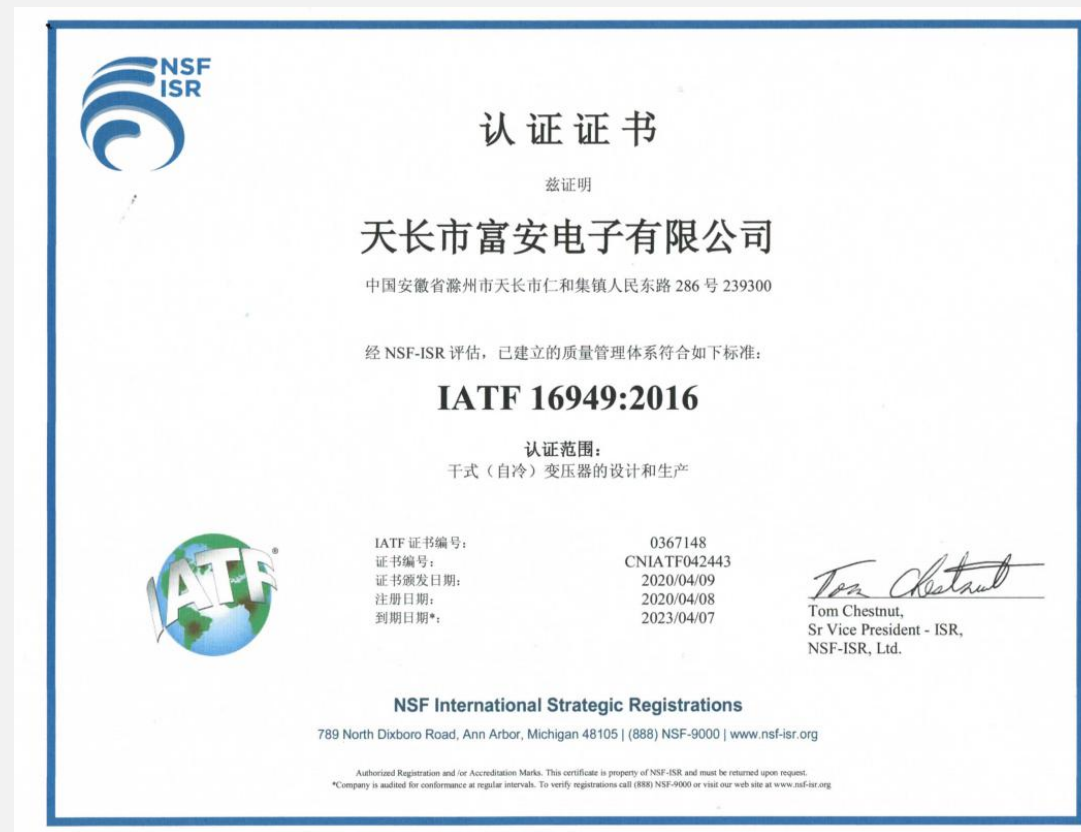 NSF
ISR
认证证书
兹证明
天长市富安电子有限公司
中国安徽省滁州市天长市仁和集镇人民东路 286 号 239300
经 NSF-ISR 评估，已建立的质量管理体系符合如下标准：
IATF 16949:2016
认证范围：
干式（自冷）变压器的设计和生产
IATF®
IATF 证书编号： 0367148
证书编号： CNIATF042443
证书颁发日期： 2020/04/09
注册日期： 2020/04/08
到期日期*： 2023/04/07
Tom Chestnut
Tom Chestnut,
Sr Vice President - ISR,
NSF-ISR, Ltd.
NSF International Strategic Registrations
789 North Dixboro Road, Ann Arbor, Michigan 48105 | (888) NSF-9000 | www.nsf-isr.org
Authorized Registration and /or Accreditation Marks. This certificate is property of NSF-ISR and must be returned upon request.
*Company is audited for conformance at regular intervals. To verify registrations call (888) NSF-9000 or visit our web site at www.nsf-isr.org